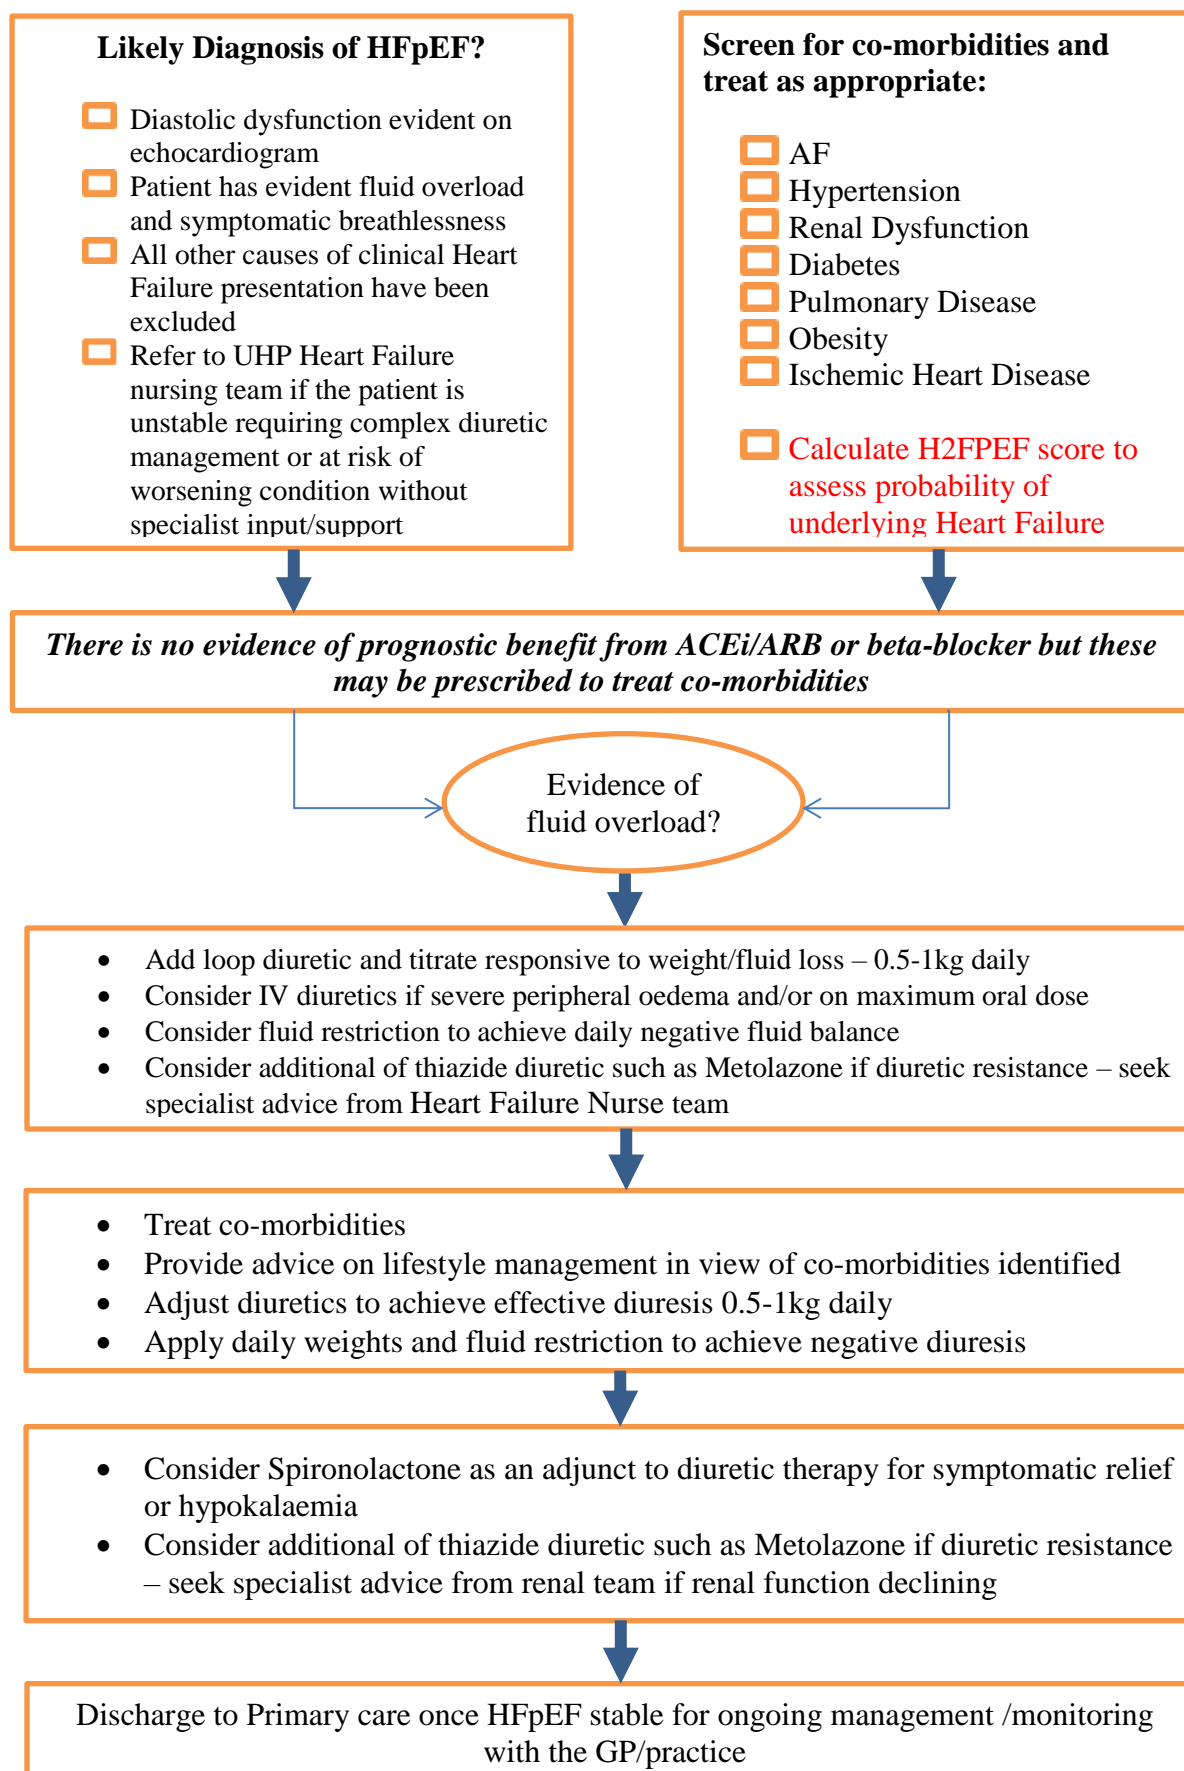 Likely Diagnosis of HFpEF?
Diastolic dysfunction evident on
echocardiogram
Patient has evident fluid overload
and symptomatic breathlessness
All other causes of clinical Heart
Failure presentation have been
excluded
Refer to UHP Heart Failure
nursing team if the patient is
unstable requiring complex diuretic
management or at risk of
worsening condition without
specialist input/support
Screen for co-morbidities and
treat as appropriate:
AF
Hypertension
Renal Dysfunction
Diabetes
Pulmonary Disease
Obesity
Ischemic Heart Disease
Calculate H2FPEF score to
assess probability of
underlying Heart Failure
There is no evidence of prognostic benefit from ACEi/ARB or beta-blocker but these
may be prescribed to treat co-morbidities
Evidence of
fluid overload?
• Add loop diuretic and titrate responsive to weight/fluid loss – 0.5-1kg daily
• Consider IV diuretics if severe peripheral oedema and/or on maximum oral dose
• Consider fluid restriction to achieve daily negative fluid balance
• Consider additional of thiazide diuretic such as Metolazone if diuretic resistance – seek
specialist advice from Heart Failure Nurse team
• Treat co-morbidities
• Provide advice on lifestyle management in view of co-morbidities identified
• Adjust diuretics to achieve effective diuresis 0.5-1kg daily
• Apply daily weights and fluid restriction to achieve negative diuresis
• Consider Spironolactone as an adjunct to diuretic therapy for symptomatic relief
or hypokalaemia
• Consider additional of thiazide diuretic such as Metolazone if diuretic resistance
– seek specialist advice from renal team if renal function declining
Discharge to Primary care once HFpEF stable for ongoing management /monitoring
with the GP/practice